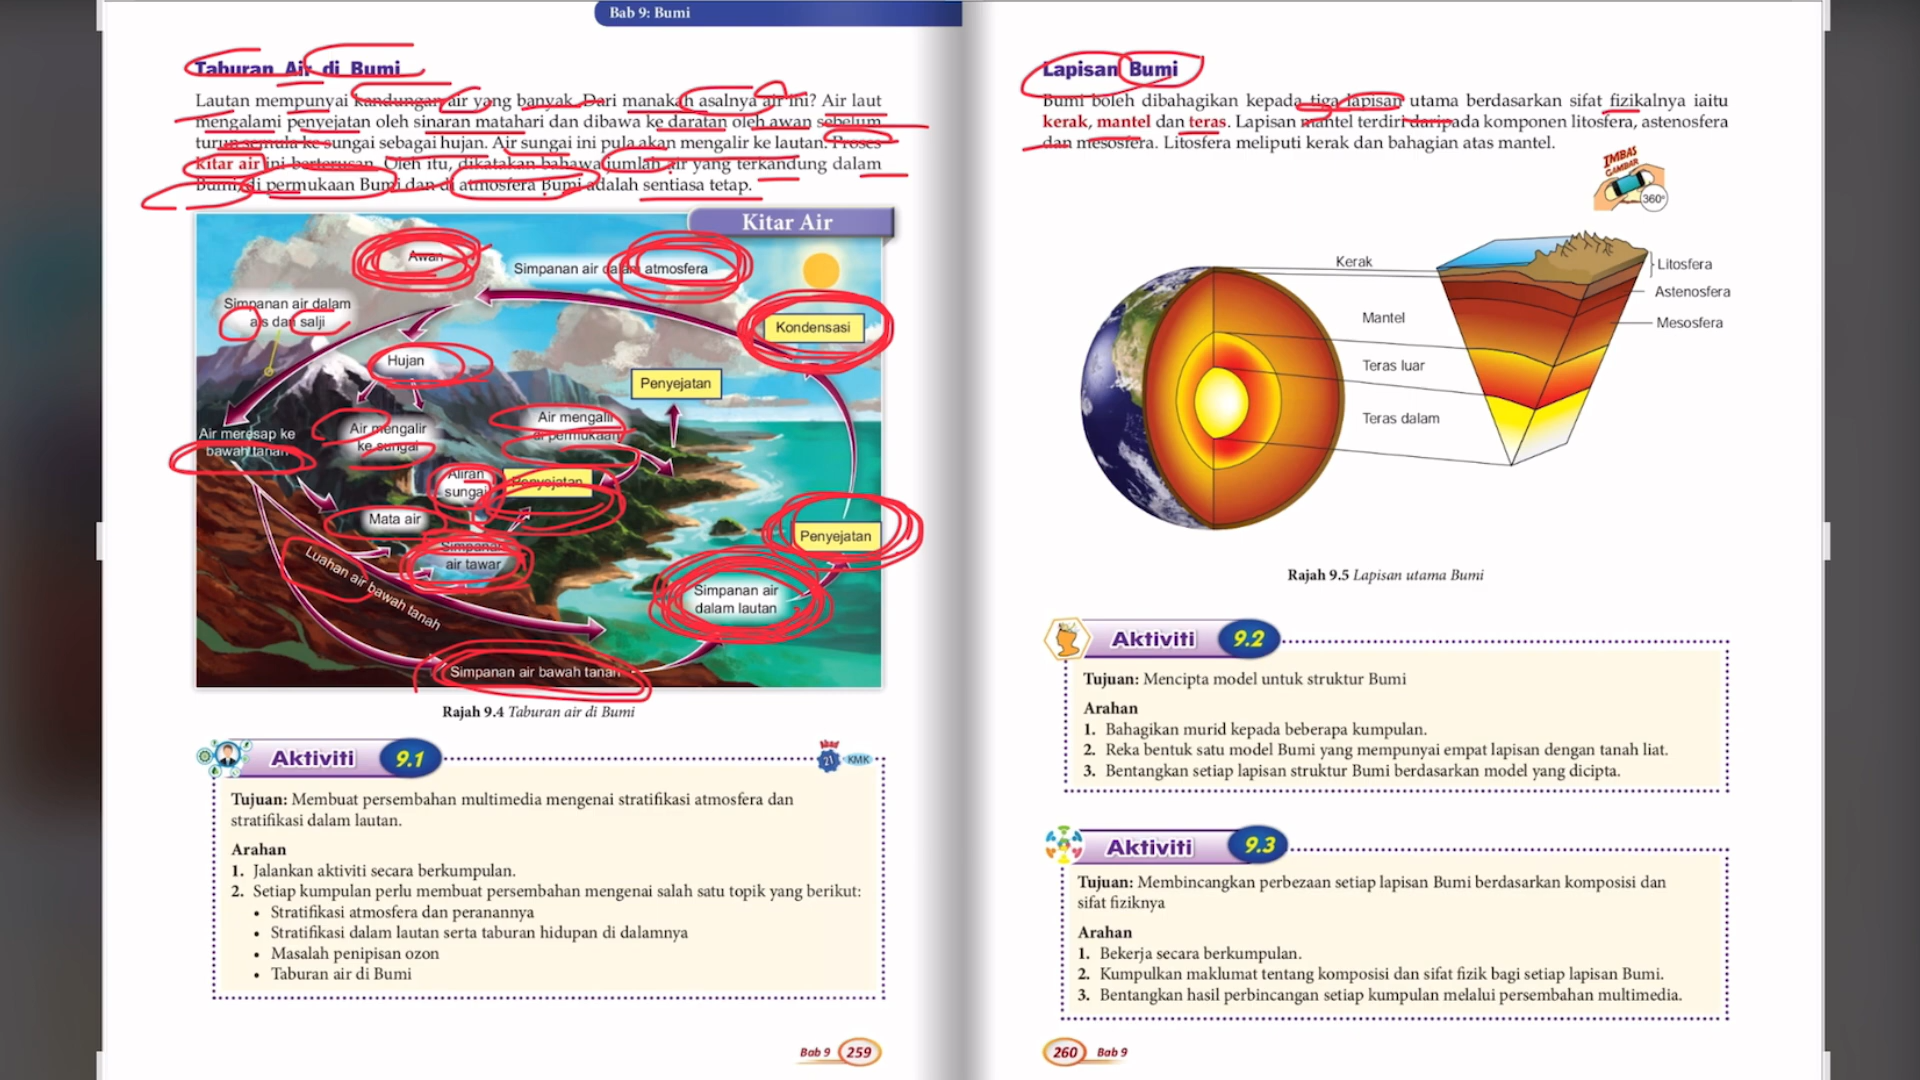 Bab 9: Bumi
Taburan Air di Bumi
Lautan mempunyai kandungan air yang banyak. Dari manakah asalnya air ini? Air laut
mengalami penyejatan oleh sinaran matahari dan dibawa ke daratan oleh awan sebelum
turun semula ke sungai sebagai hujan. Air sungai ini pula akan mengalir ke lautan. Proses
kitar air ini berterusan. Oleh itu, dikatakan bahawa jumlah air yang terkandung dalam
Bumi, di permukaan Bumi dan di atmosfera Bumi adalah sentiasa tetap.
Kitar Air
Awan
Simpanan air dalam atmosfera
Simpanan air dalam
ais dan salji
Kondensasi
Hujan
Penyejatan
Air mengalir
di permukaan
Air meresap ke
bawah tanah
Air mengalir
ke sungai
Aliran
sungai
Penyejatan
Mata air
Penyejatan
Simpanan
air tawar
Luahan air bawah tanah
Simpanan air
dalam lautan
Simpanan air bawah tanah
Rajah 9.4 Taburan air di Bumi
Aktiviti 9.1
Abad
21
KMK
Tujuan: Membuat persembahan multimedia mengenai stratifikasi atmosfera dan
stratifikasi dalam lautan.
Arahan
1. Jalankan aktiviti secara berkumpulan.
2. Setiap kumpulan perlu membuat persembahan mengenai salah satu topik yang berikut:
• Stratifikasi atmosfera dan peranannya
• Stratifikasi dalam lautan serta taburan hidupan di dalamnya
• Masalah penipisan ozon
• Taburan air di Bumi
Bab 9 259
Lapisan Bumi
Bumi boleh dibahagikan kepada tiga lapisan utama berdasarkan sifat fizikalnya iaitu
kerak, mantel dan teras. Lapisan mantel terdiri daripada komponen litosfera, astenosfera
dan mesosfera. Litosfera meliputi kerak dan bahagian atas mantel.
IMBAS
GAMBAR
360°
Kerak
Litosfera
Astenosfera
Mantel
Mesosfera
Teras luar
Teras dalam
Rajah 9.5 Lapisan utama Bumi
Aktiviti 9.2
Tujuan: Mencipta model untuk struktur Bumi
Arahan
1. Bahagikan murid kepada beberapa kumpulan.
2. Reka bentuk satu model Bumi yang mempunyai empat lapisan dengan tanah liat.
3. Bentangkan setiap lapisan struktur Bumi berdasarkan model yang dicipta.
Aktiviti 9.3
Tujuan: Membincangkan perbezaan setiap lapisan Bumi berdasarkan komposisi dan
sifat fiziknya
Arahan
1. Bekerja secara berkumpulan.
2. Kumpulkan maklumat tentang komposisi dan sifat fizik bagi setiap lapisan Bumi.
3. Bentangkan hasil perbincangan setiap kumpulan melalui persembahan multimedia.
260 Bab 9